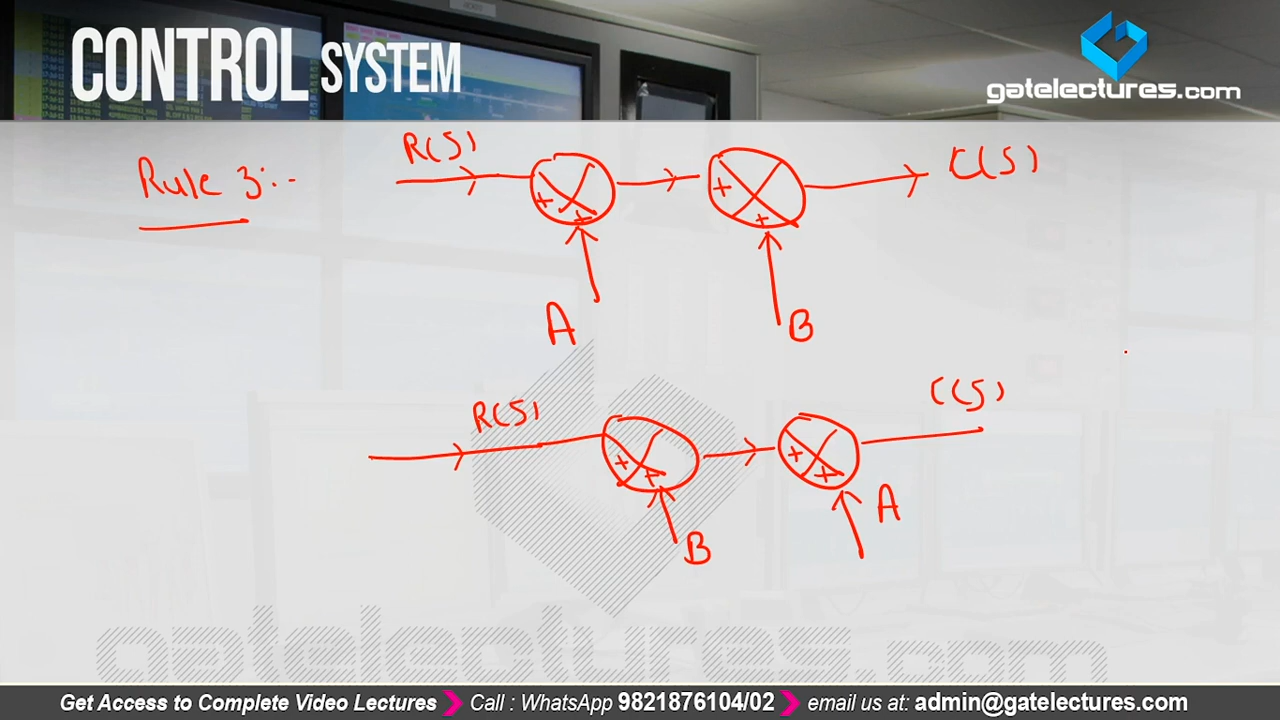 CONTROL SYSTEM
gatelectures.com
Rule 3:-
R(S)
C(S)
+
+
+
+
A
B
R(S)
C(S)
+
+
+
+
B
A
gatelectures.com
Get Access to Complete Video Lectures
Call : WhatsApp 9821876104/02
email us at: admin@gatelectures.com